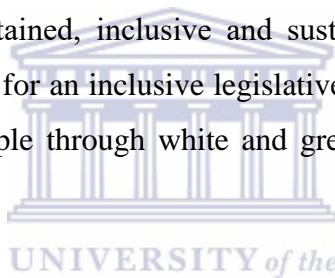 tained, inclusive and sust
for an inclusive legislative
ple through white and gre
UNIVERSITY of the